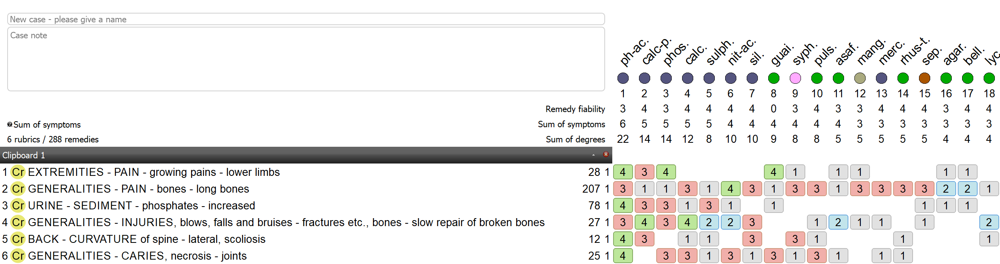 New case - please give a name
Case note
ph-ac. calc-p. phos. calc. sulph. nit-ac. sil. guai. syph. puls. asaf. mang. merc. rhus-t. sep. agar. bell. lyc
1 2 3 4 5 6 7 8 9 10 11 12 13 14 15 16 17 18
Remedy fiability 3 4 3 4 4 4 4 0 3 4 3 3 4 4 4 3 4 4
Sum of symptoms Sum of symptoms 6 5 5 5 5 4 4 4 4 4 4 3 3 3 3 3 3 3
6 rubrics / 288 remedies Sum of degrees 22 14 14 12 8 10 10 9 8 8 5 5 5 5 5 4 4 4
Clipboard 1
1 Cr EXTREMITIES - PAIN - growing pains - lower limbs 28 1 4 3 4 4 1 1 1 1 1
2 Cr GENERALITIES - PAIN - bones - long bones 207 1 3 1 1 3 1 4 3 1 3 3 1 3 3 3 3 2 2 1
3 Cr URINE - SEDIMENT - phosphates - increased 78 1 4 3 3 1 3 1 1 1 1 1
4 Cr GENERALITIES - INJURIES, blows, falls and bruises - fractures etc., bones - slow repair of broken bones 27 1 3 4 3 4 2 2 3 1 2 1 1 1 2
5 Cr BACK - CURVATURE of spine - lateral, scoliosis 12 1 4 3 1 1 3 3 1 1 1
6 Cr GENERALITIES - CARIES, necrosis - joints 25 1 4 3 3 1 3 1 3 1 3 1 1 1